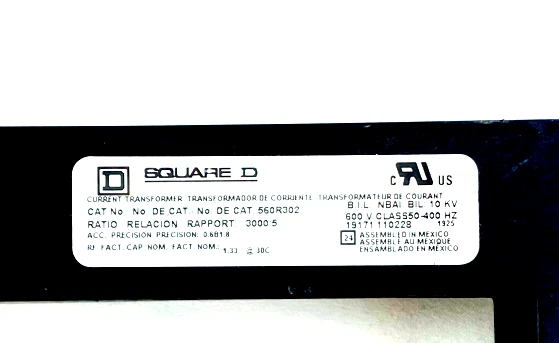 D SQUARE D
C RU US
CURRENT TRANSFORMER TRANSFORMADOR DE CORRIENTE TRANSFORMATEUR DE COURANT
CAT No No DE CAT. No. DE CAT 560R302
B.I.L. NBAI BIL 10 KV
RATIO RELACION RAPPORT 3000:5
600 V CLASS50-400 HZ
ACC. PRECISION PRECISION: 0.6B1.8
19171 110228 1925
RF FACT. CAP NOM. FACT. NOM.: 1.33 @ 30C
24 ASSEMBLED IN MEXICO
ASSEMBLE AU MEXIQUE
ENSAMBLADO EN MEXICO